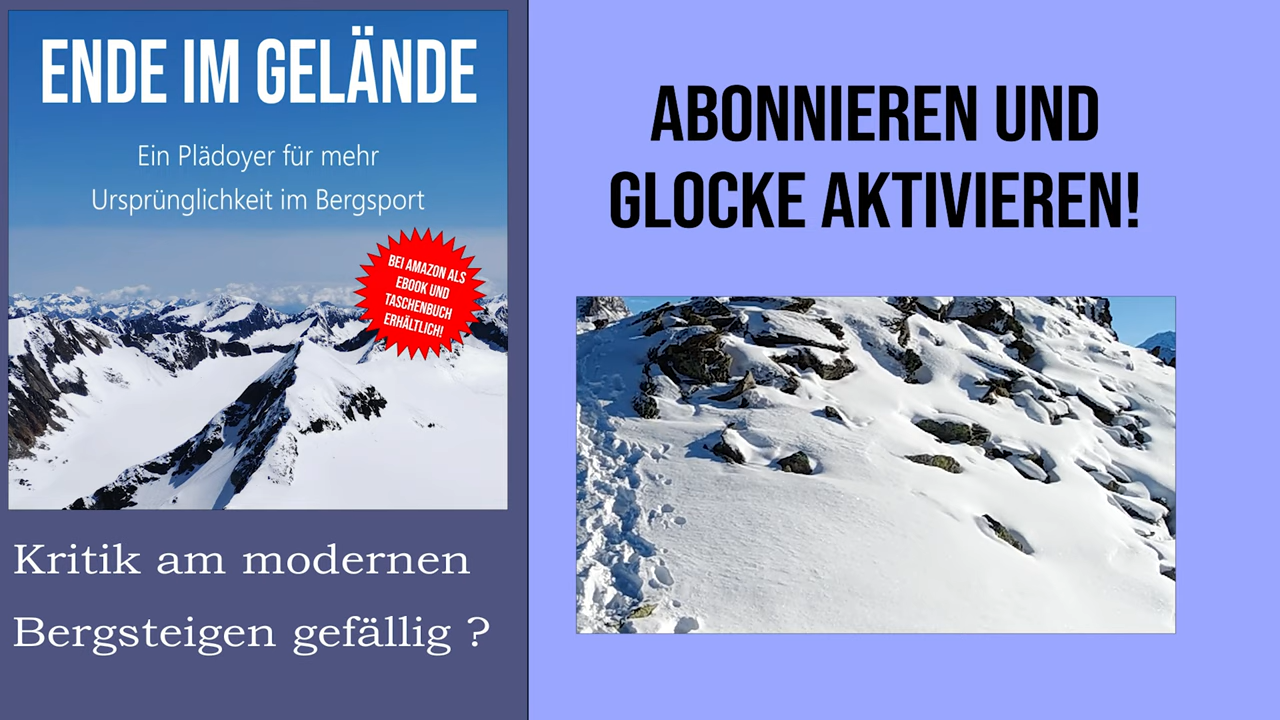 ENDE IM GELÄNDE
Ein Plädoyer für mehr
Ursprünglichkeit im Bergsport
BEI AMAZON ALS
EBOOK UND
TASCHENBUCH
ERHÄLTLICH!
Kritik am modernen
Bergsteigen gefällig ?
ABONNIEREN UND
GLOCKE AKTIVIEREN!